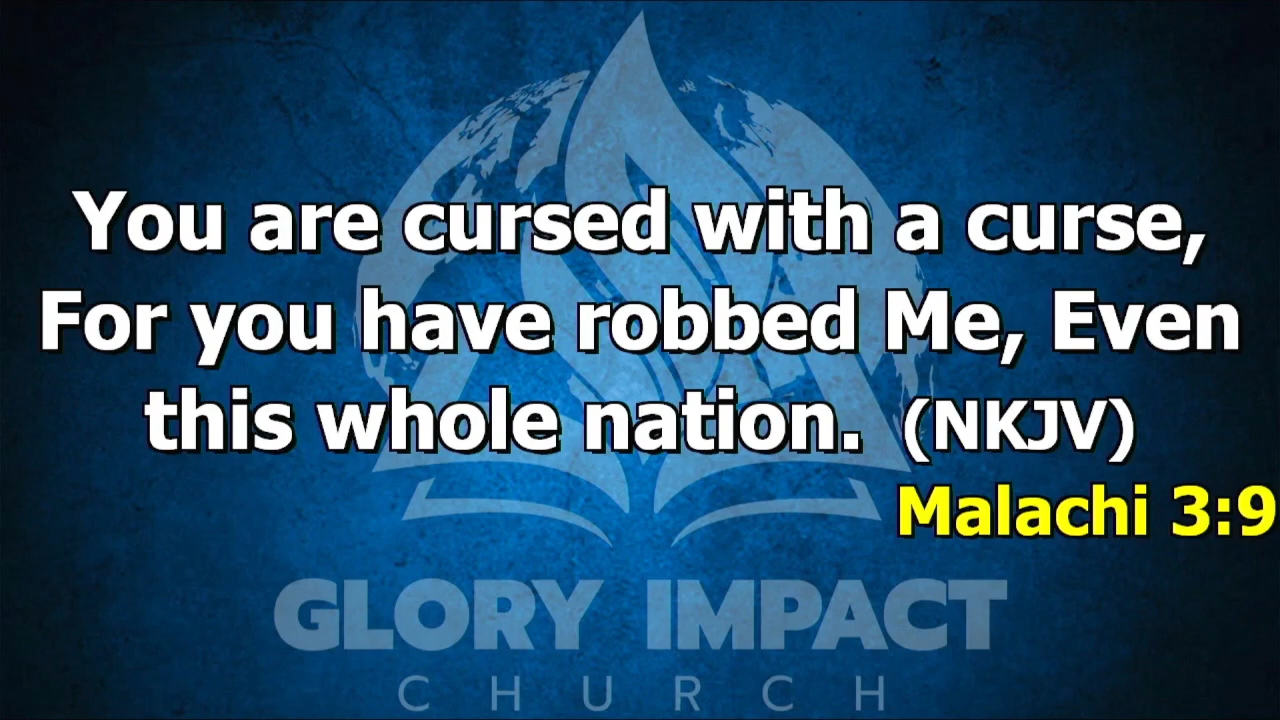 You are cursed with a curse,
For you have robbed Me, Even
this whole nation. (NKJV)
Malachi 3:9
GLORY IMPACT
CHURCH